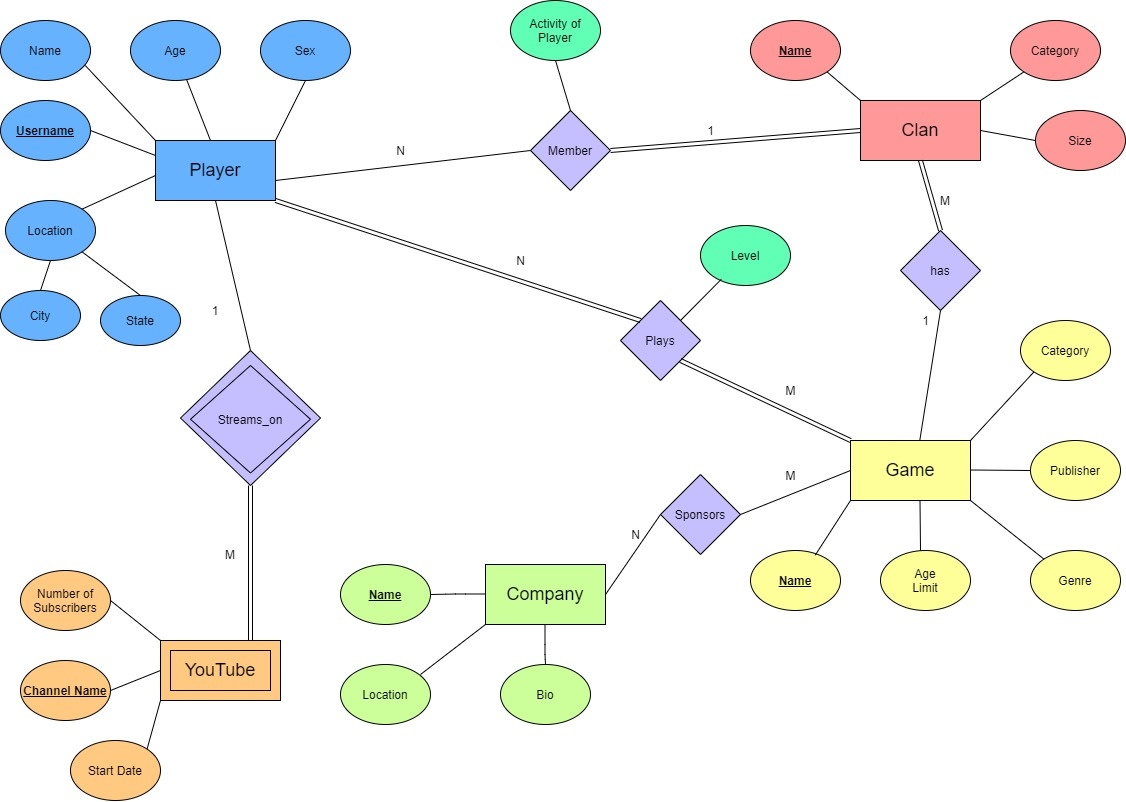 Activity of
Player
Name
Age
Sex
Name
Category
Username
Player
N
Member
1
Clan
Size
Location
City
State
1
N
Level
M
has
1
Plays
Category
M
Streams_on
Game
Publisher
M
Sponsors
N
M
Name
Age
Limit
Genre
Number of
Subscribers
Name
Company
Channel Name
YouTube
Location
Bio
Start Date